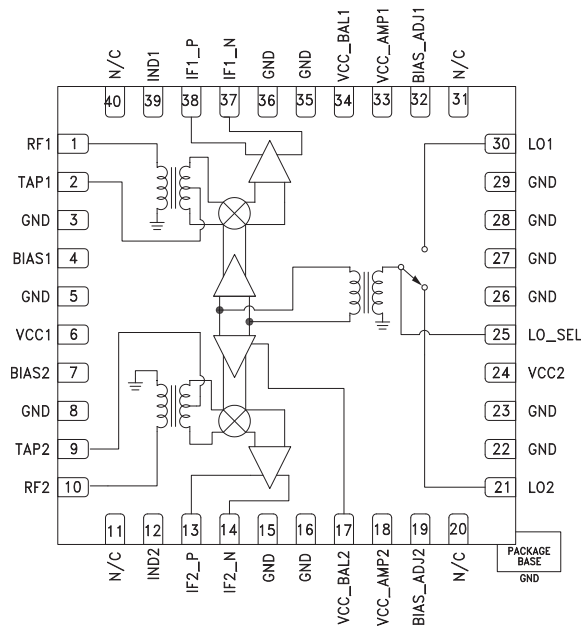 N/C
IND1
IF1_P
IF1_N
GND
GND
VCC_BAL1
VCC_AMP1
BIAS_ADJ1
N/C
40
39
38
37
36
35
34
33
32
31
RF1
1
30
LO1
TAP1
2
29
GND
GND
3
28
GND
BIAS1
4
27
GND
GND
5
26
GND
VCC1
6
25
LO_SEL
BIAS2
7
24
VCC2
GND
8
23
GND
TAP2
9
22
GND
RF2
10
21
LO2
11
12
13
14
15
16
17
18
19
20
N/C
IND2
IF2_P
IF2_N
GND
GND
VCC_BAL2
VCC_AMP2
BIAS_ADJ2
N/C
PACKAGE
BASE
GND